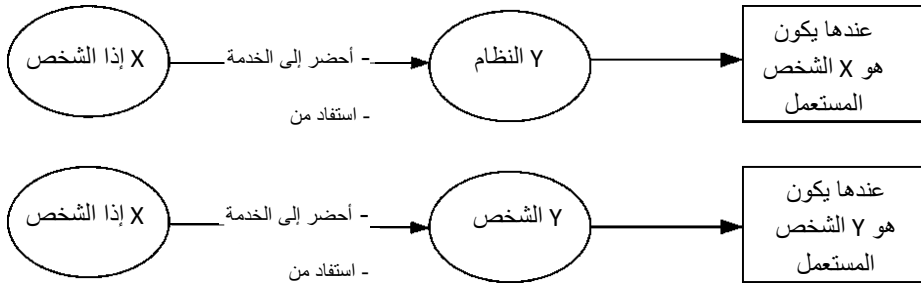 إذا الشخص X
- أحضر إلى الخدمة
- استفاد من
النظام Y
عندها يكون
الشخص X هو
المستعمل
إذا الشخص X
- أحضر إلى الخدمة
- استفاد من
الشخص Y
عندها يكون
الشخص Y هو
المستعمل